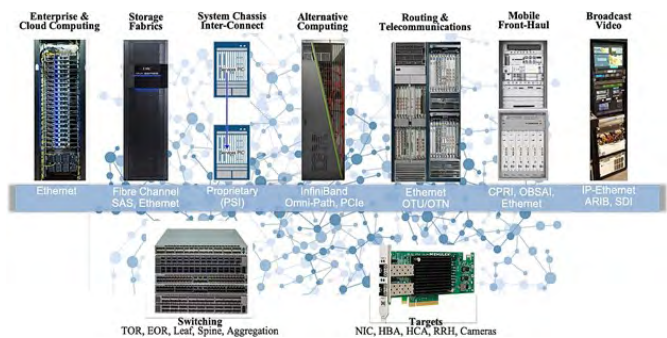 Enterprise &
Cloud Computing
Storage
Fabrics
System Chassis
Inter-Connect
Alternative
Computing
Routing &
Telecommunications
Mobile
Front-Haul
Broadcast
Video
Ethernet
Fibre Channel
SAS, Ethernet
Proprietary
(PSI)
InfiniBand
Omni-Path, PCIe
Ethernet
OTU/OTN
CPRI, OBSAI,
Ethernet
IP-Ethernet
ARIB, SDI
Switching
TOR, EOR, Leaf, Spine, Aggregation
Targets
NIC, HBA, HCA, RRH, Cameras